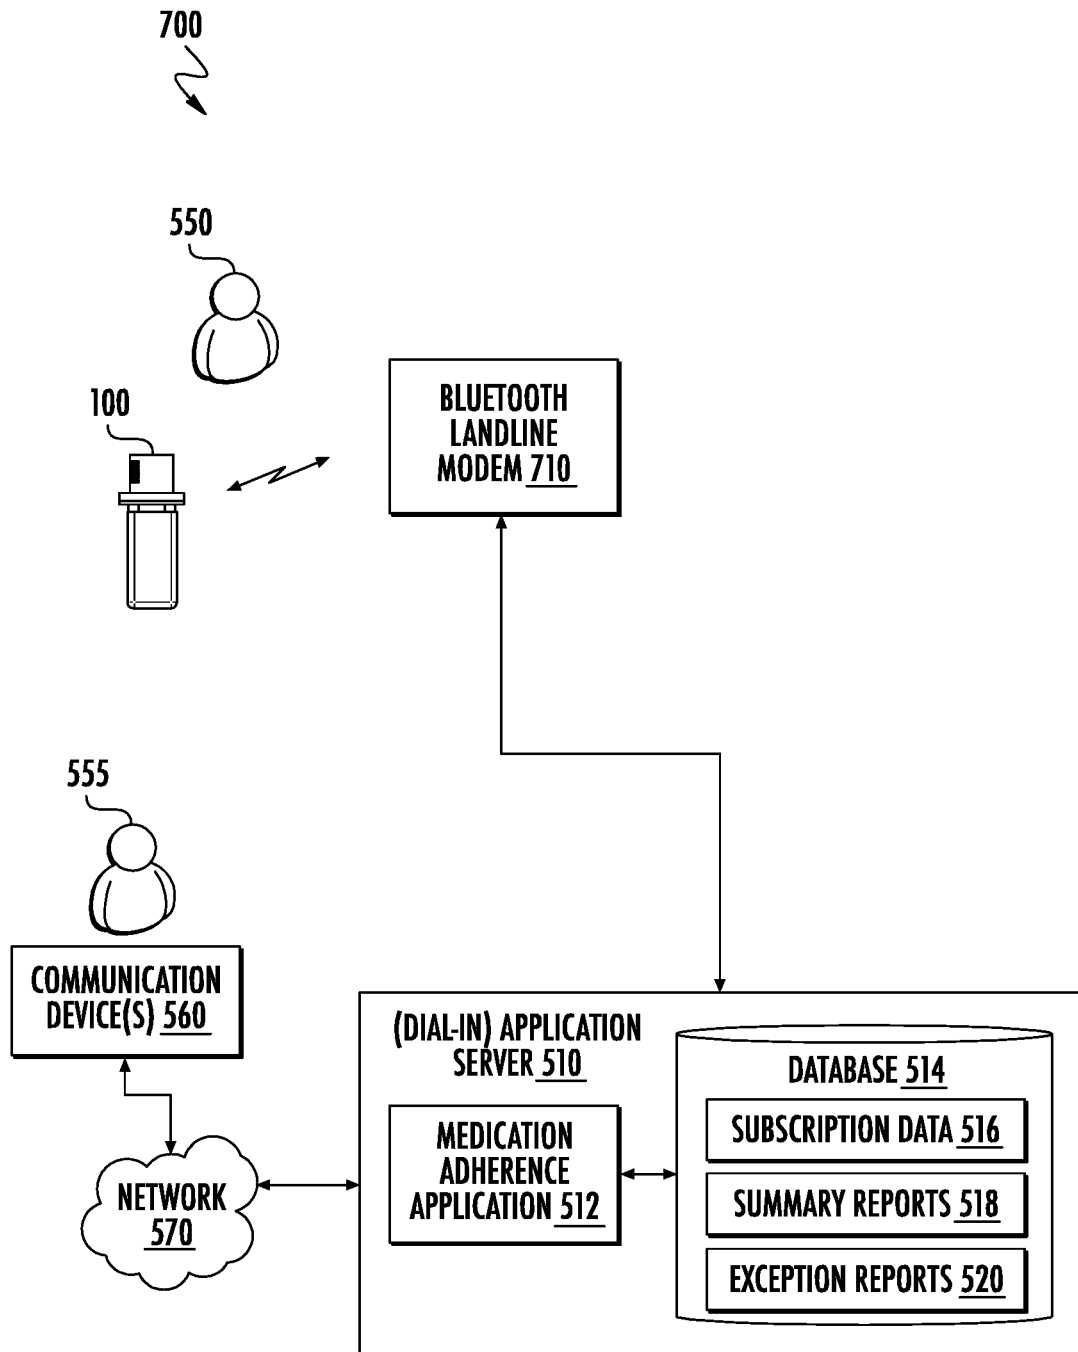 700
550
100
BLUETOOTH
LANDLINE
MODEM 710
555
COMMUNICATION
DEVICE(S) 560
NETWORK
570
(DIAL-IN) APPLICATION
SERVER 510
MEDICATION
ADHERENCE
APPLICATION 512
DATABASE 514
SUBSCRIPTION DATA 516
SUMMARY REPORTS 518
EXCEPTION REPORTS 520